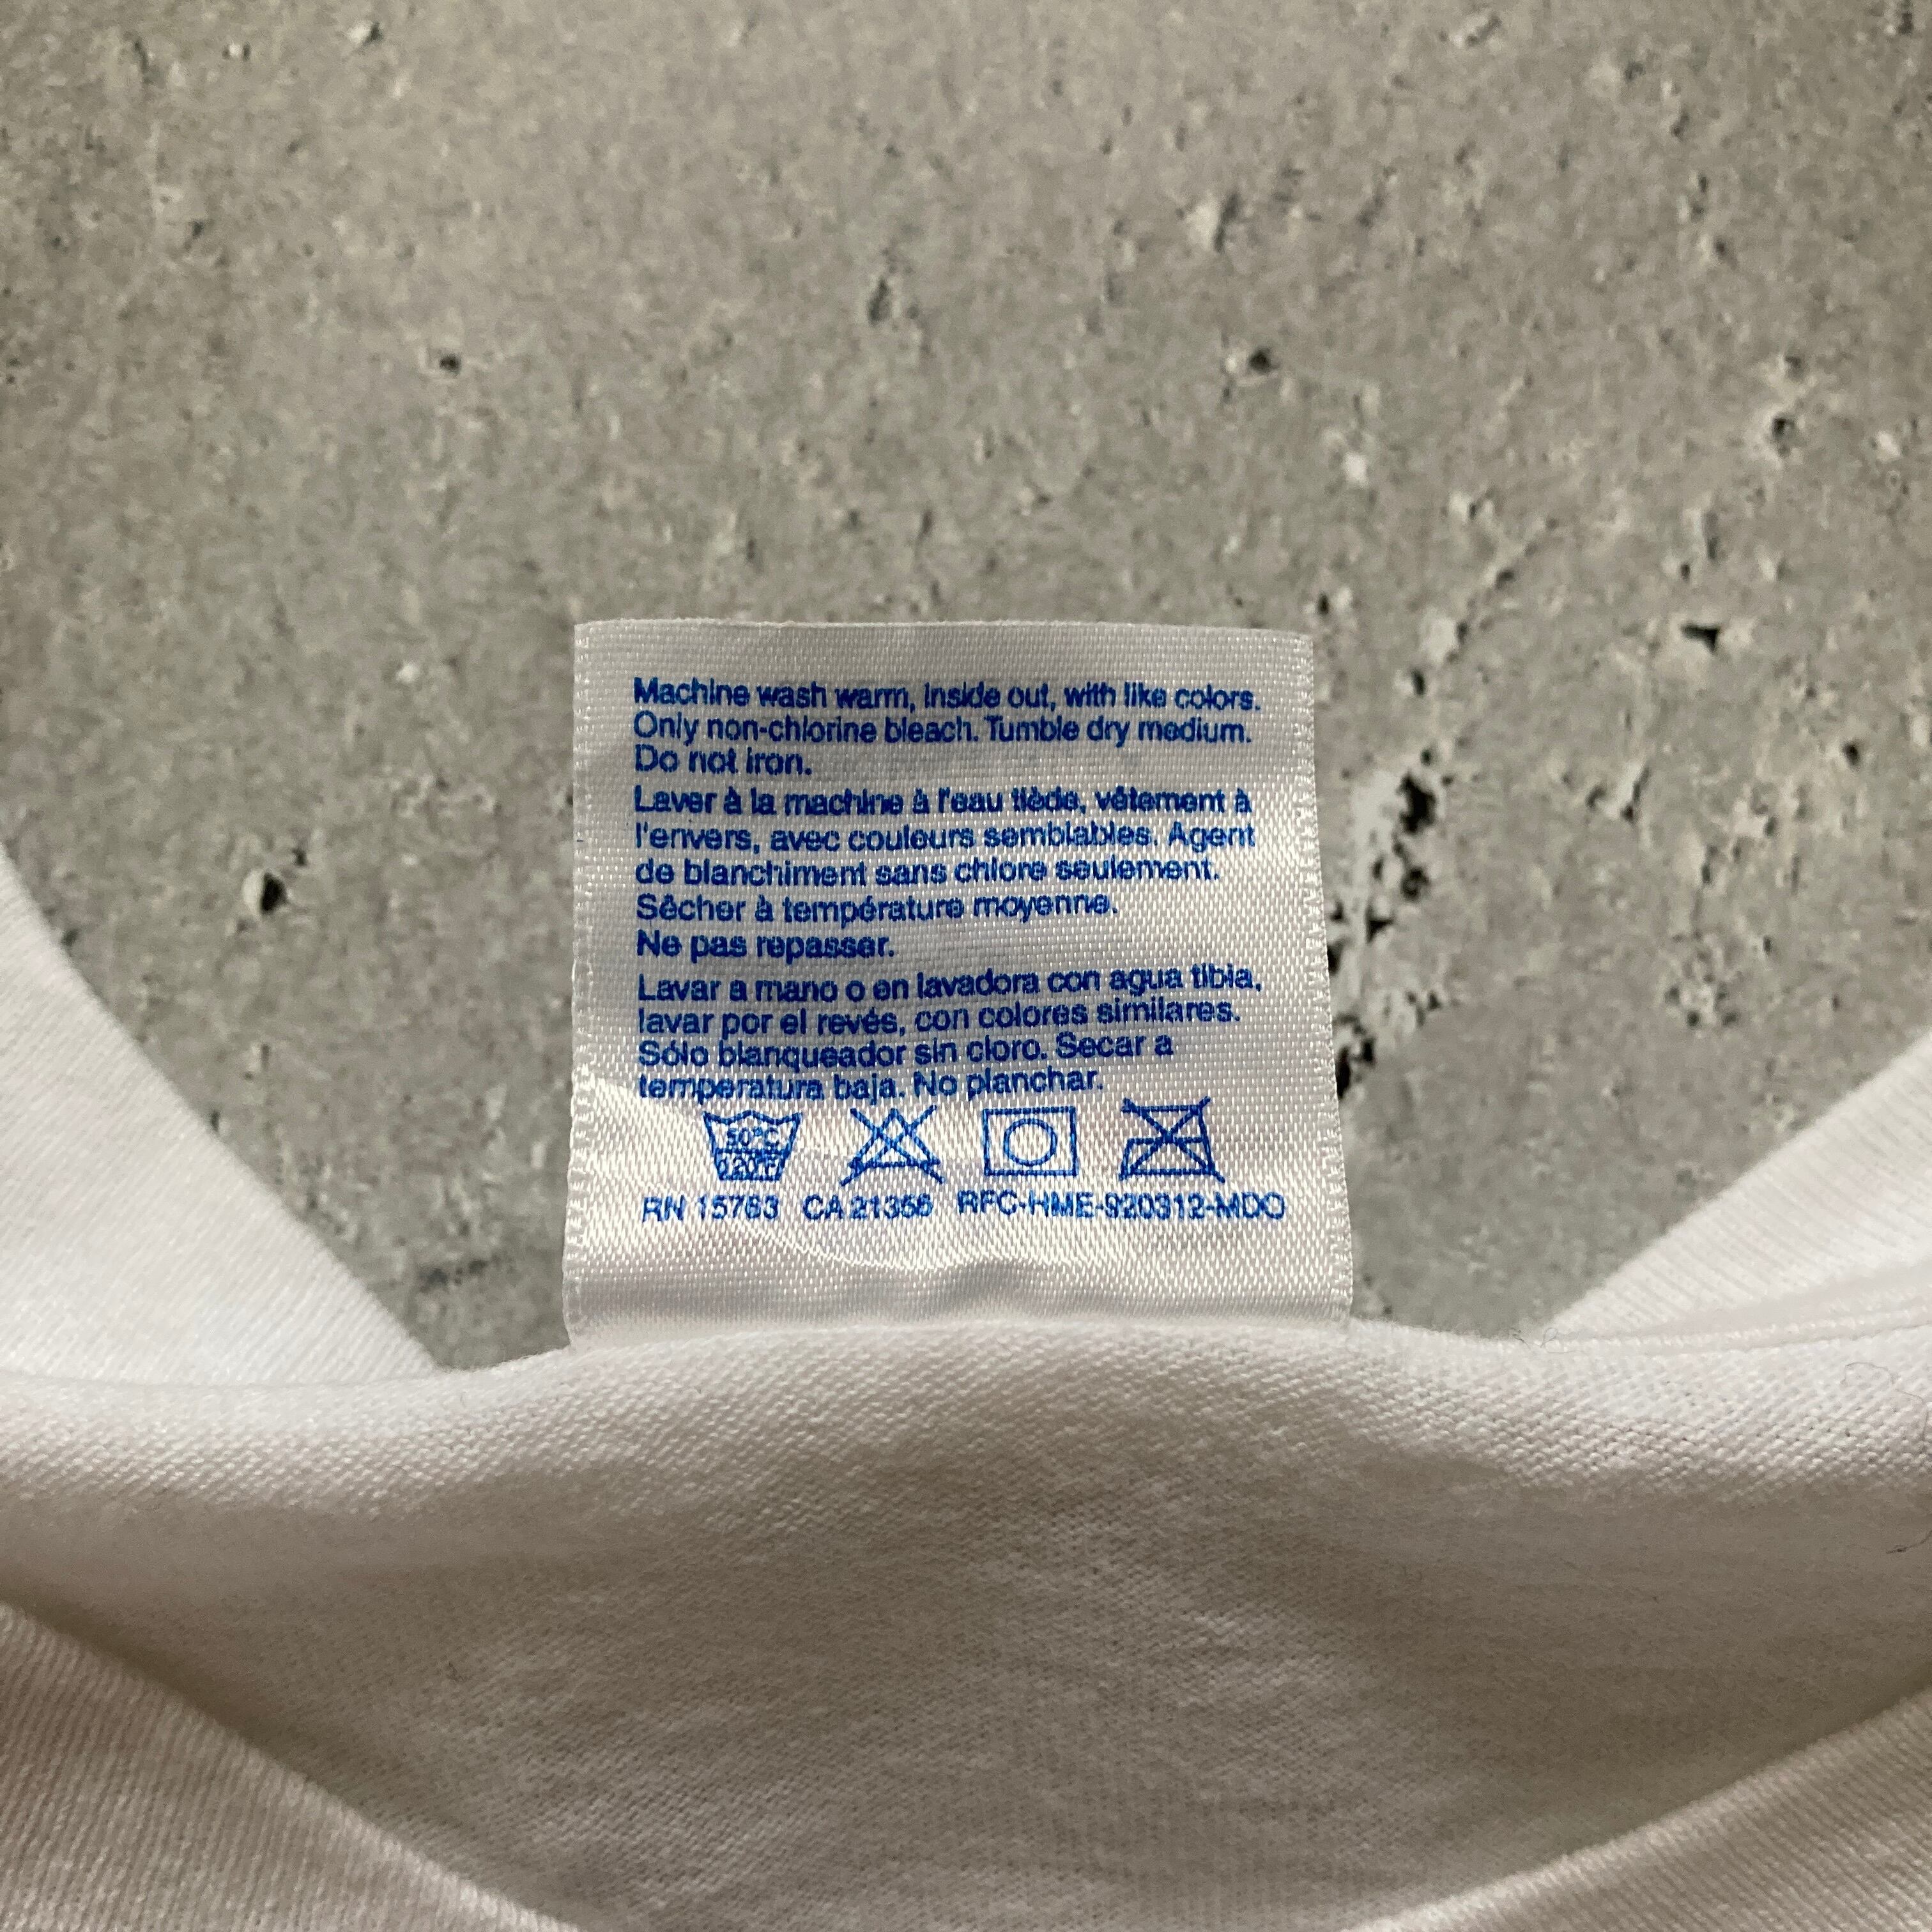 Machine wash warm, inside out, with like colors.
Only non-chlorine bleach. Tumble dry medium.
Do not iron.
Laver à la machine à l'eau tiède, vêtement à
l'envers, avec couleurs semblables. Agent
de blanchiment sans chlore seulement.
Sécher à température moyenne.
Ne pas repasser.
Lavar a mano o en lavadora con agua tibia,
lavar por el revés, con colores similares.
Sólo blanqueador sin cloro. Secar a
temperatura baja. No planchar.
50°C
120°F
RN 15763 CA 21356 RFC-HME-920312-MDO